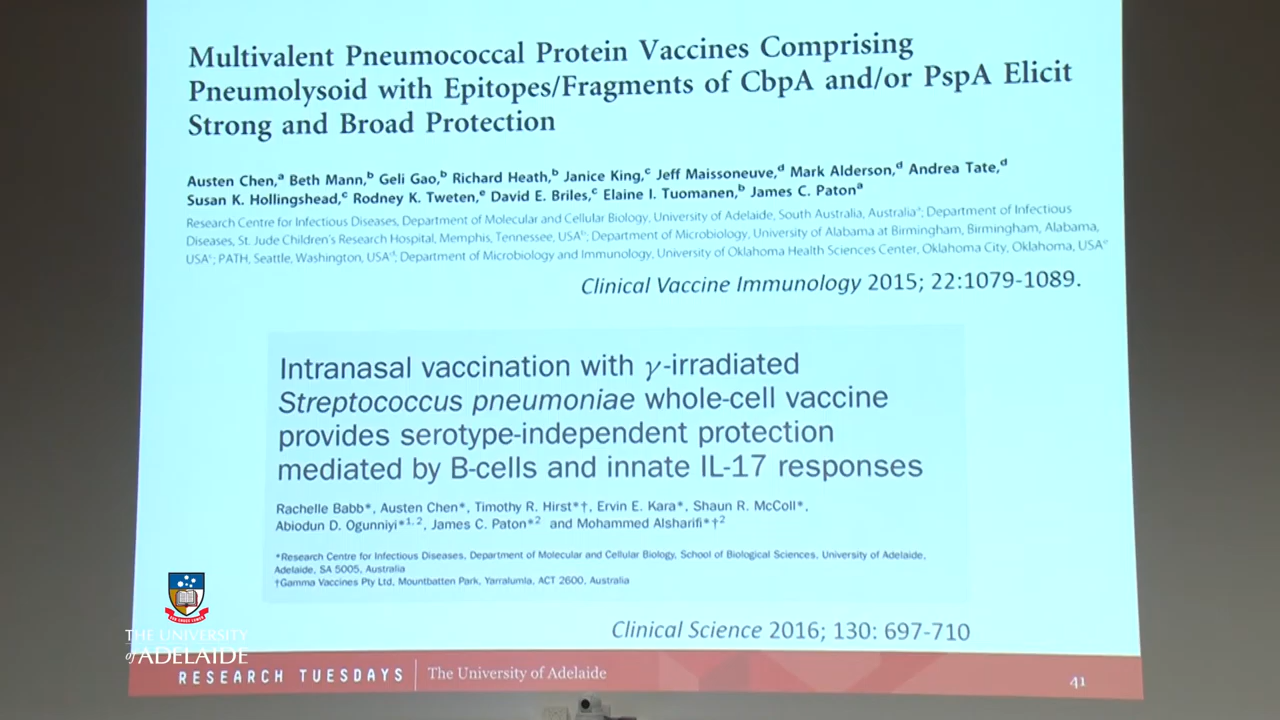 Multivalent Pneumococcal Protein Vaccines Comprising
Pneumolysoid with Epitopes/Fragments of CbpA and/or PspA Elicit
Strong and Broad Protection
Austen Chen,ᵃ Beth Mann,ᵇ Geli Gao,ᵇ Richard Heath,ᵇ Janice King,ᶜ Jeff Maissoneuve,ᵈ Mark Alderson,ᵈ Andrea Tate,ᵈ
Susan K. Hollingshead,ᶜ Rodney K. Tweten,ᵉ David E. Briles,ᶜ Elaine I. Tuomanen,ᵇ James C. Patonᵃ
Research Centre for Infectious Diseases, Department of Molecular and Cellular Biology, University of Adelaide, South Australia, Australiaᵃ; Department of Infectious
Diseases, St. Jude Children's Research Hospital, Memphis, Tennessee, USAᵇ; Department of Microbiology, University of Alabama at Birmingham, Birmingham, Alabama,
USAᶜ; PATH, Seattle, Washington, USAᵈ; Department of Microbiology and Immunology, University of Oklahoma Health Sciences Center, Oklahoma City, Oklahoma, USAᵉ
Clinical Vaccine Immunology 2015; 22:1079-1089.
Intranasal vaccination with γ-irradiated
Streptococcus pneumoniae whole-cell vaccine
provides serotype-independent protection
mediated by B-cells and innate IL-17 responses
Rachelle Babb*, Austen Chen*, Timothy R. Hirst*†, Ervin E. Kara*, Shaun R. McColl*,
Abiodun D. Ogunniyi*¹·², James C. Paton*² and Mohammed Alsharifi*†²
*Research Centre for Infectious Diseases, Department of Molecular and Cellular Biology, School of Biological Sciences, University of Adelaide,
Adelaide, SA 5005, Australia
†Gamma Vaccines Pty Ltd, Mountbatten Park, Yarralumla, ACT 2600, Australia
Clinical Science 2016; 130: 697-710
THE UNIVERSITY
of ADELAIDE
RESEARCH TUESDAYS
The University of Adelaide
41